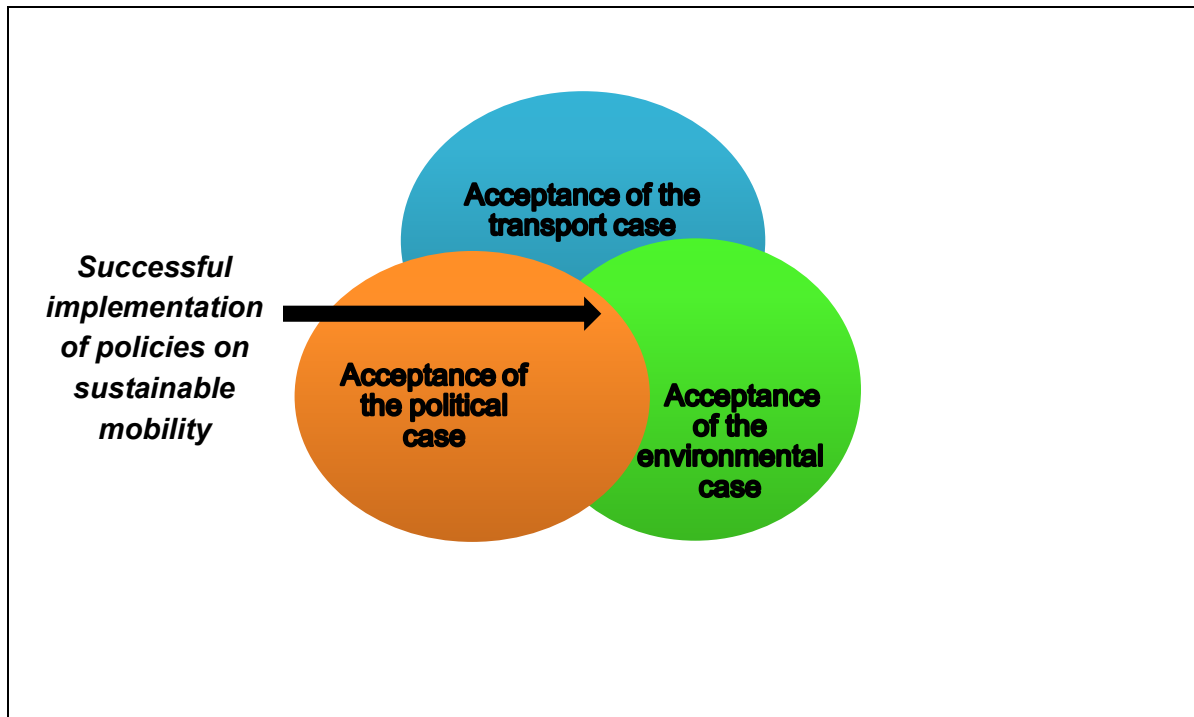 Acceptance of the
transport case
Successful
implementation
of policies on
sustainable
mobility
Acceptance of
the political
case
Acceptance
of the
environmental
case